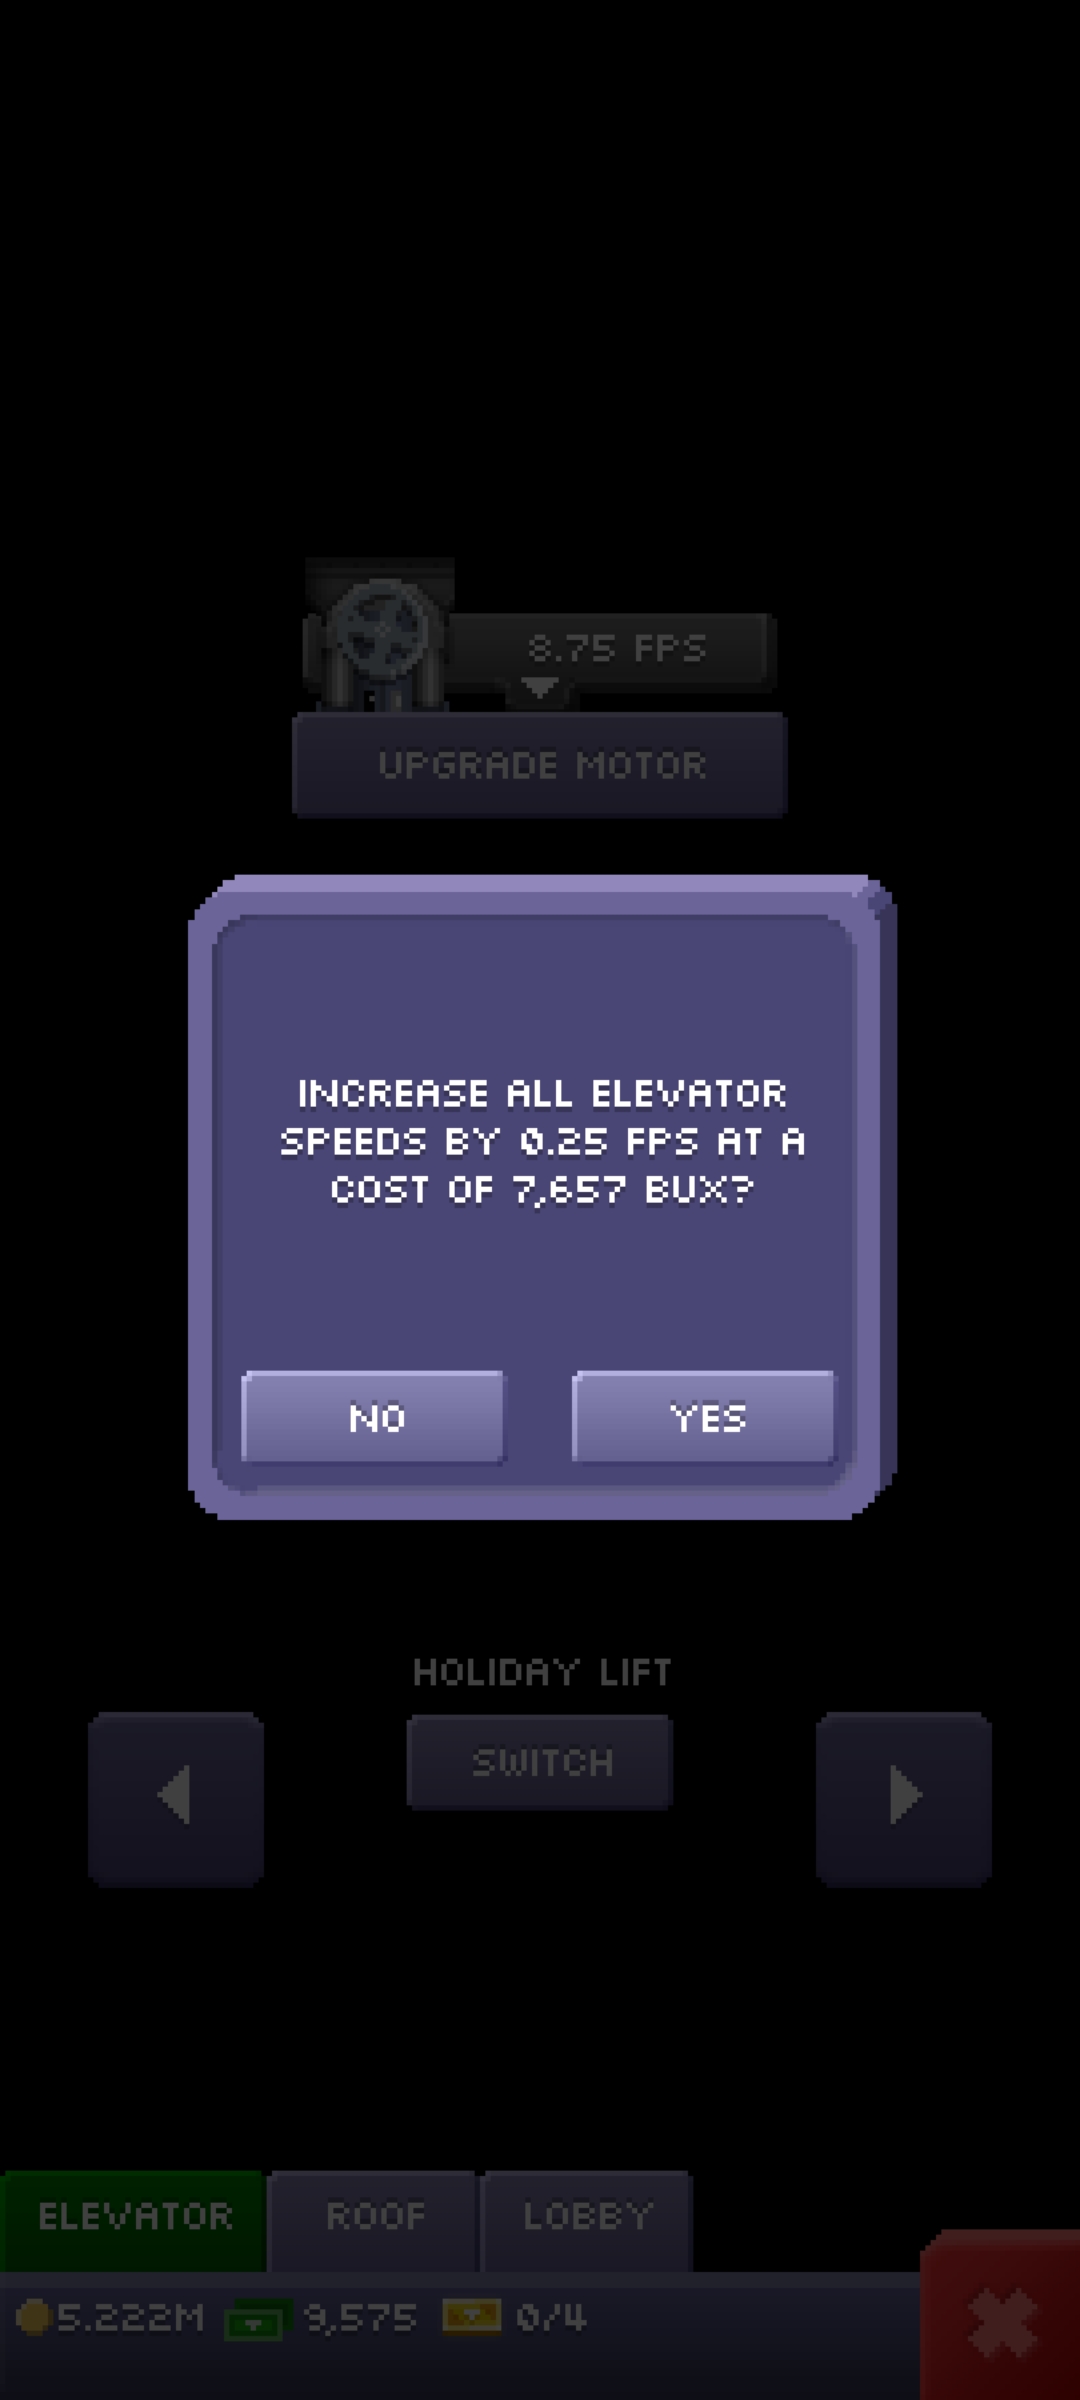 8.75 FPS
UPGRADE MOTOR
INCREASE ALL ELEVATOR
SPEEDS BY 0.25 FPS AT A
COST OF 7,657 BUX?
NO
YES
HOLIDAY LIFT
SWITCH
ELEVATOR
ROOF
LOBBY
5.222M
9,575
0/4